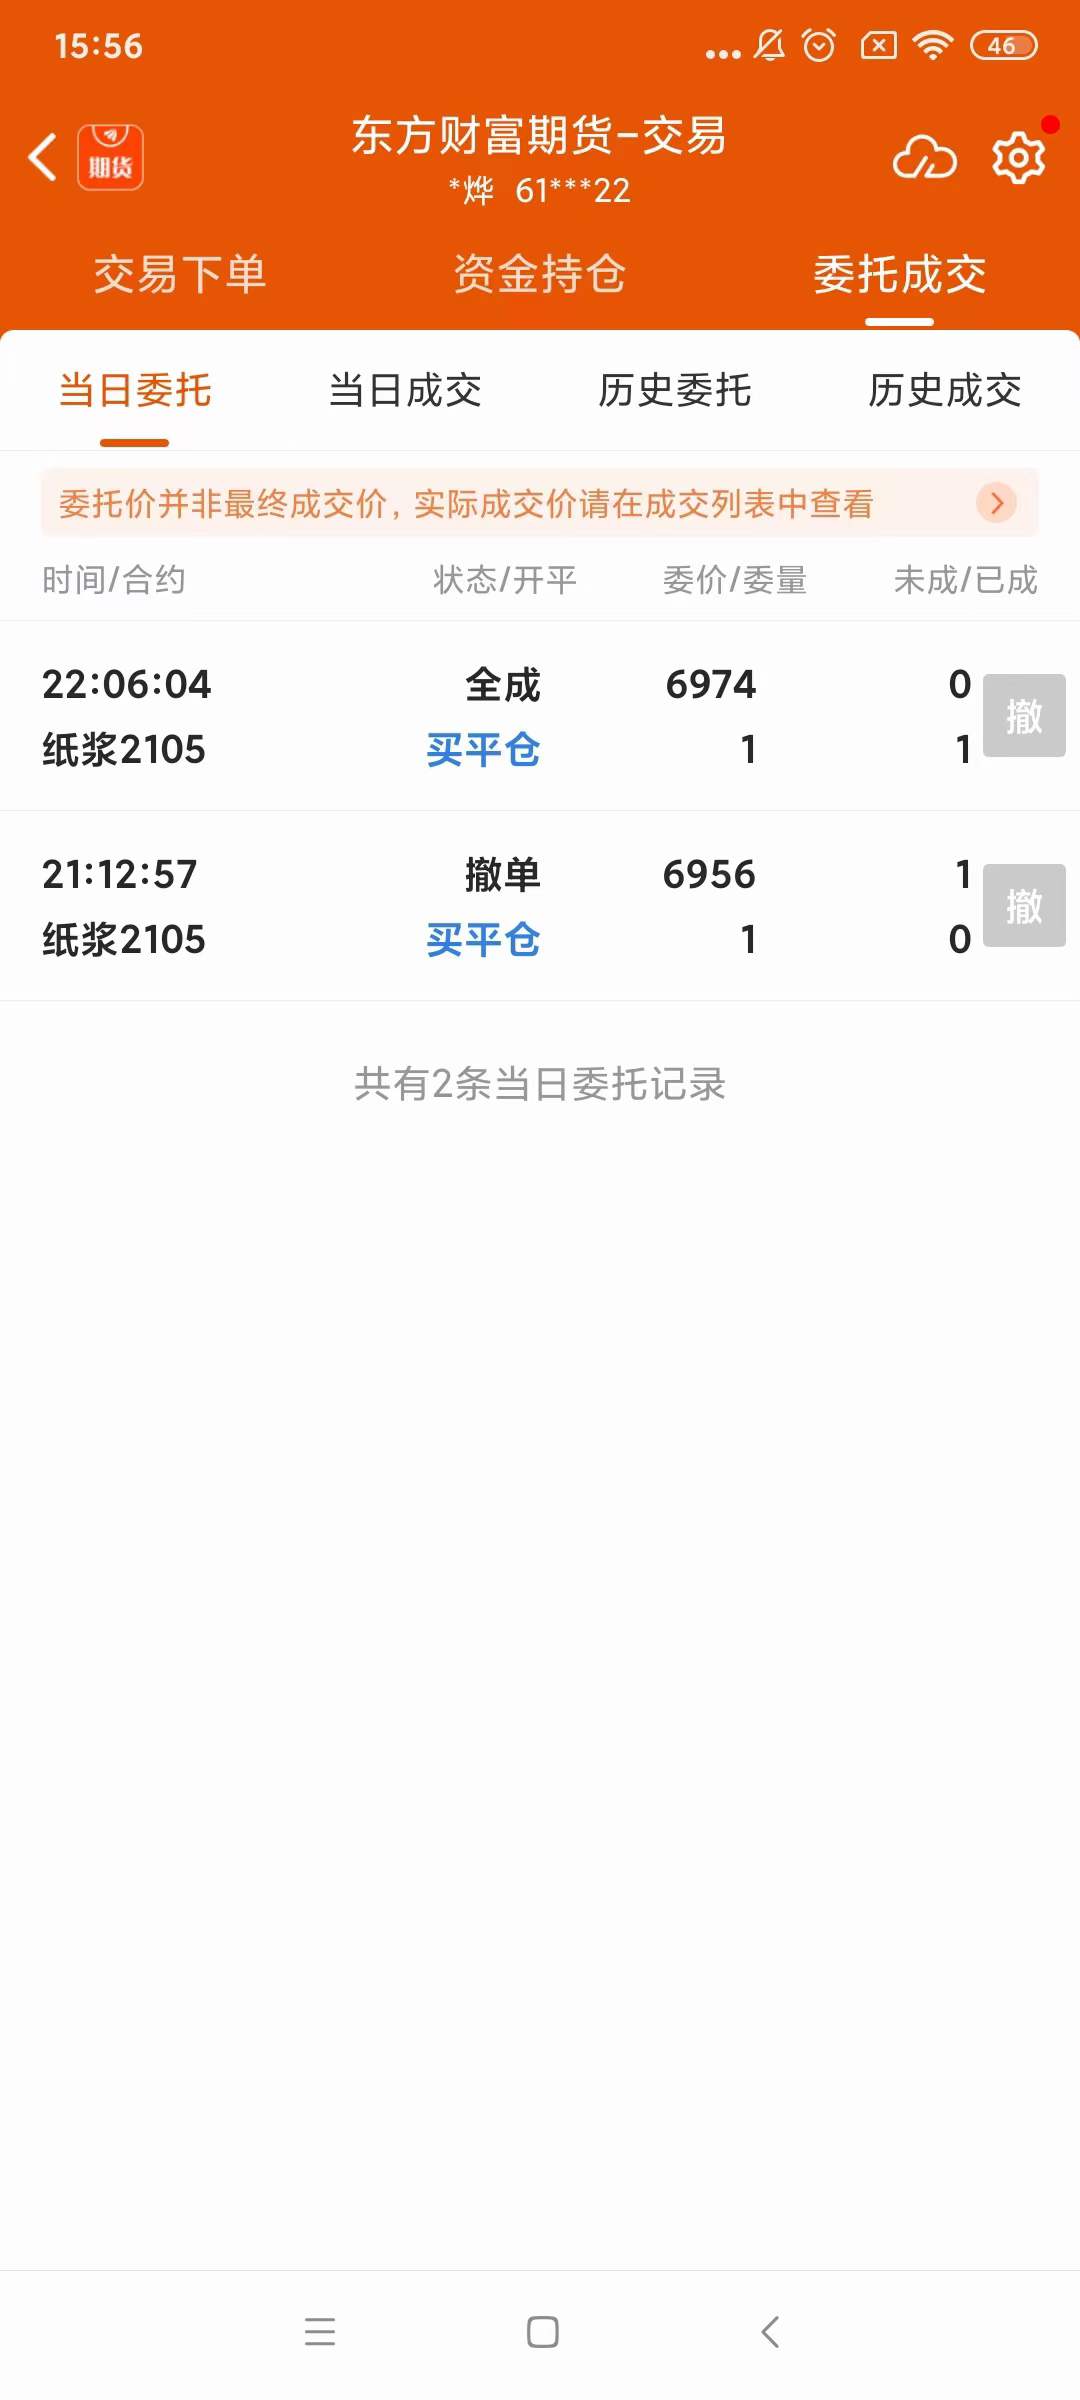 15:56
46
期货
东方财富期货-交易
*烨 61***22
交易下单 资金持仓 委托成交
当日委托 当日成交 历史委托 历史成交
委托价并非最终成交价，实际成交价请在成交列表中查看
时间/合约 状态/开平 委价/委量 未成/已成
22:06:04 全成 6974 0
撤
纸浆2105 买平仓 1 1
21:12:57 撤单 6956 1
撤
纸浆2105 买平仓 1 0
共有2条当日委托记录